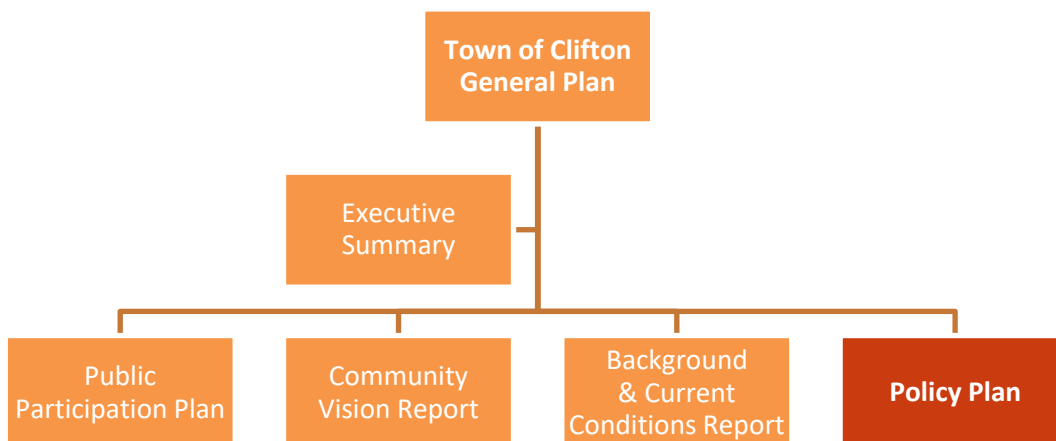 Town of Clifton
General Plan
Executive
Summary
Public
Participation Plan
Community
Vision Report
Background
& Current
Conditions Report
Policy Plan